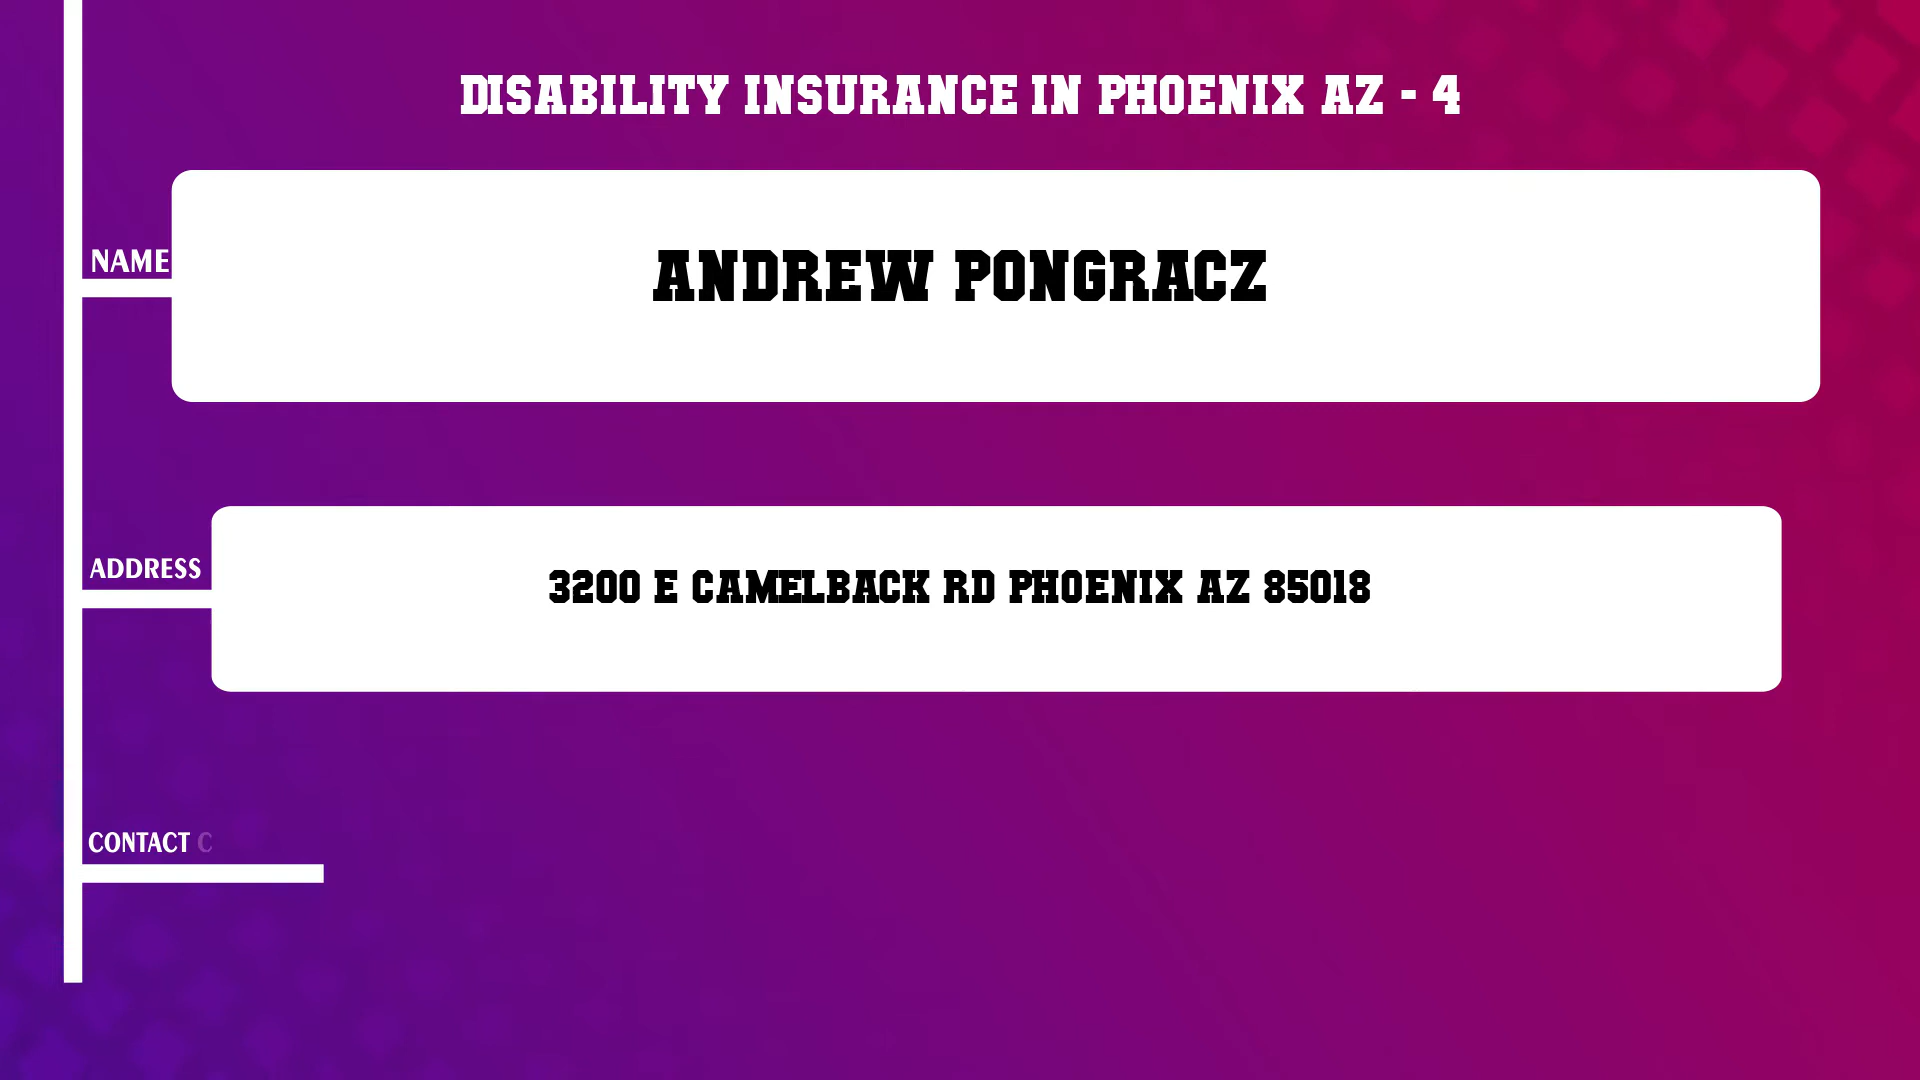 DISABILITY INSURANCE IN PHOENIX AZ - 4
NAME
ANDREW PONGRACZ
ADDRESS
3200 E CAMELBACK RD PHOENIX AZ 85018
CONTACT C